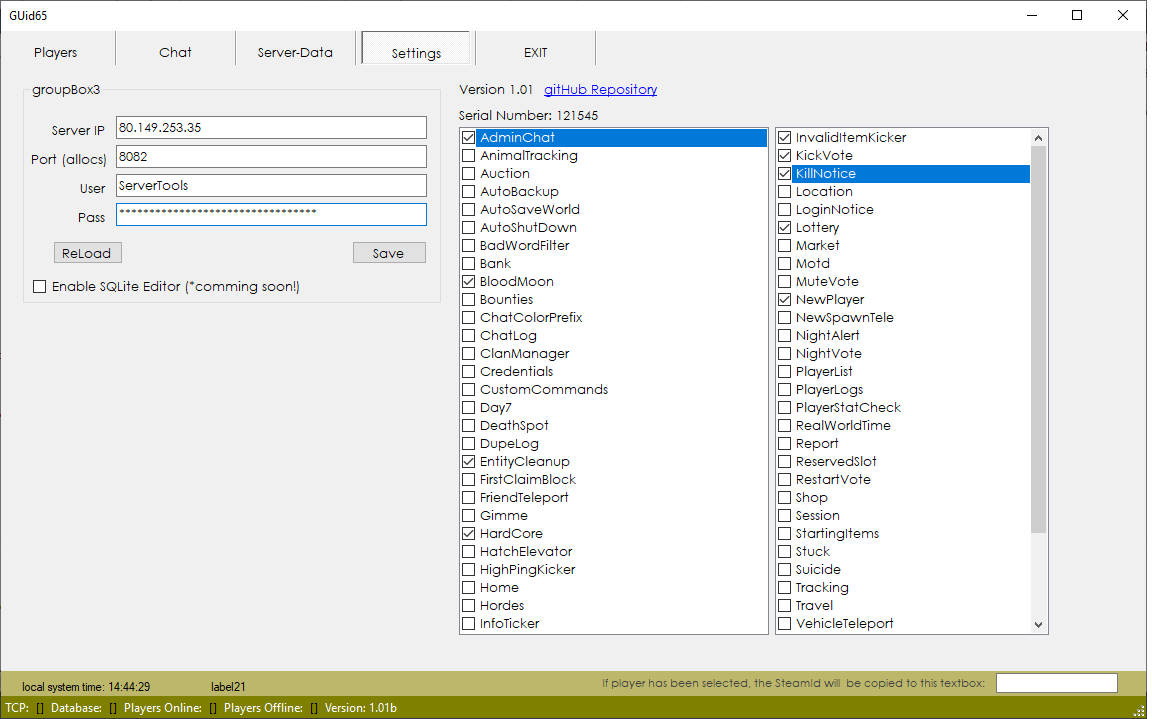 GUid65
Players
Chat
Server-Data
Settings
EXIT
groupBox3
Server IP
80.149.253.35
Port (allocs)
8082
User
ServerTools
Pass
*********************************
ReLoad
Save
Enable SQLite Editor (*comming soon!)
Version 1.01 gitHub Repository
Serial Number: 121545
AdminChat
AnimalTracking
Auction
AutoBackup
AutoSaveWorld
AutoShutDown
BadWordFilter
Bank
BloodMoon
Bounties
ChatColorPrefix
ChatLog
ClanManager
Credentials
CustomCommands
Day7
DeathSpot
DupeLog
EntityCleanup
FirstClaimBlock
FriendTeleport
Gimme
HardCore
HatchElevator
HighPingKicker
Home
Hordes
InfoTicker
InvalidItemKicker
KickVote
KillNotice
Location
LoginNotice
Lottery
Market
Motd
MuteVote
NewPlayer
NewSpawnTele
NightAlert
NightVote
PlayerList
PlayerLogs
PlayerStatCheck
RealWorldTime
Report
ReservedSlot
RestartVote
Shop
Session
StartingItems
Stuck
Suicide
Tracking
Travel
VehicleTeleport
local system time: 14:44:29
label21
If player has been selected, the SteamId will be copied to this textbox:
TCP: [] Database: [] Players Online: [] Players Offline: [] Version: 1.01b